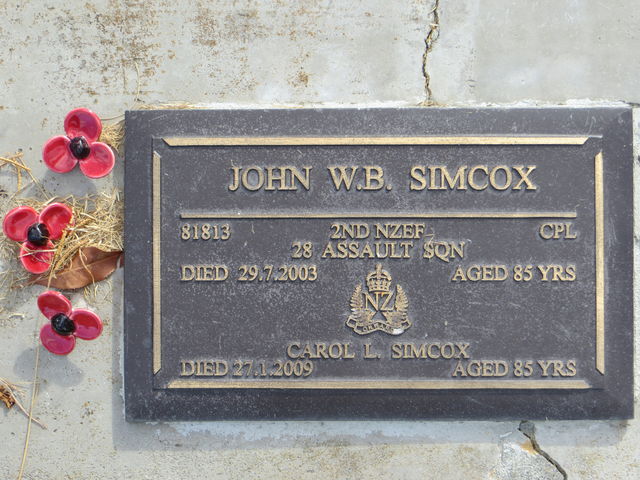 JOHN W.B. SIMCOX
81813 2ND NZEF CPL
28 ASSAULT SQN
DIED 29.7.2003 AGED 85 YRS
NZ
ONWARD
CAROL L. SIMCOX
DIED 27.1.2009 AGED 85 YRS